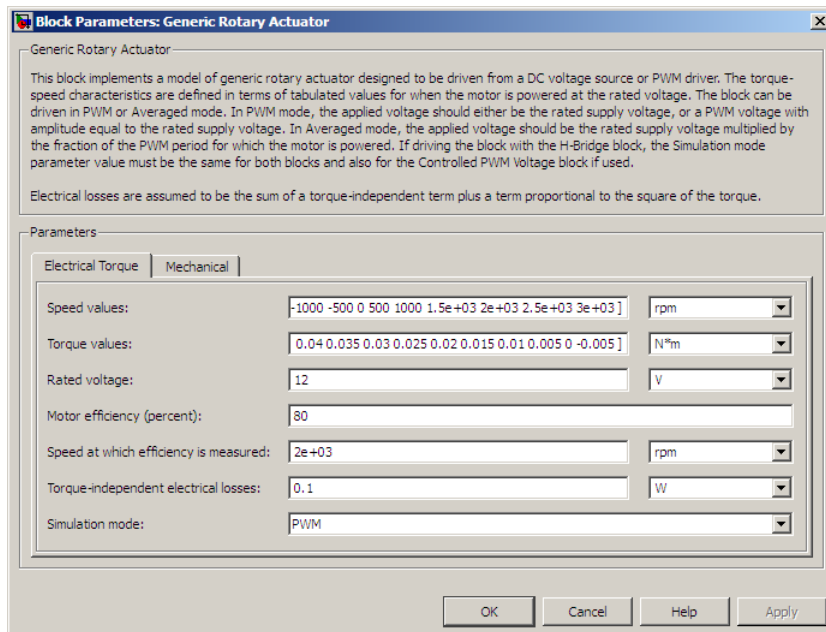 Block Parameters: Generic Rotary Actuator
Generic Rotary Actuator
This block implements a model of generic rotary actuator designed to be driven from a DC voltage source or PWM driver. The torque-
speed characteristics are defined in terms of tabulated values for when the motor is powered at the rated voltage. The block can be
driven in PWM or Averaged mode. In PWM mode, the applied voltage should either be the rated supply voltage, or a PWM voltage with
amplitude equal to the rated supply voltage. In Averaged mode, the applied voltage should be the rated supply voltage multiplied by
the fraction of the PWM period for which the motor is powered. If driving the block with the H-Bridge block, the Simulation mode
parameter value must be the same for both blocks and also for the Controlled PWM Voltage block if used.
Electrical losses are assumed to be the sum of a torque-independent term plus a term proportional to the square of the torque.
Parameters
Electrical Torque Mechanical
Speed values: -1000 -500 0 500 1000 1.5e+03 2e+03 2.5e+03 3e+03 ] rpm
Torque values: 0.04 0.035 0.03 0.025 0.02 0.015 0.01 0.005 0 -0.005 ] N*m
Rated voltage: 12 V
Motor efficiency (percent): 80
Speed at which efficiency is measured: 2e+03 rpm
Torque-independent electrical losses: 0.1 W
Simulation mode: PWM
OK Cancel Help Apply